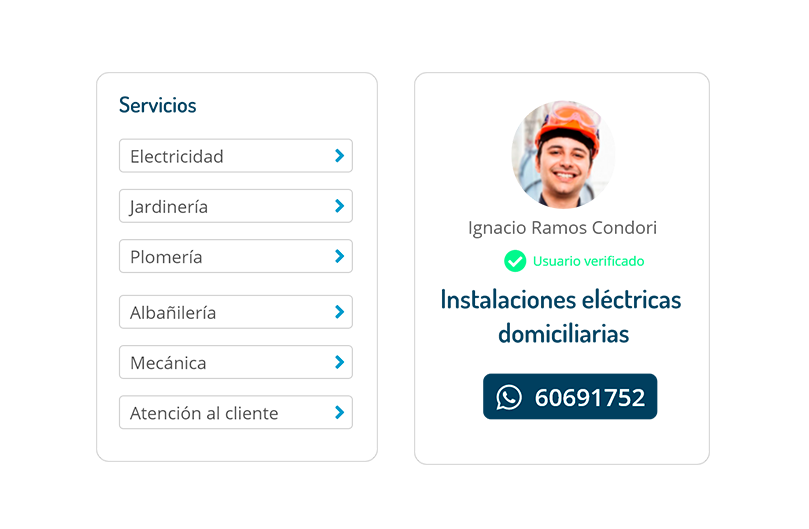 Servicios
Electricidad
Jardinería
Plomería
Albañilería
Mecánica
Atención al cliente
Ignacio Ramos Condori
Usuario verificado
Instalaciones eléctricas
domiciliarias
60691752